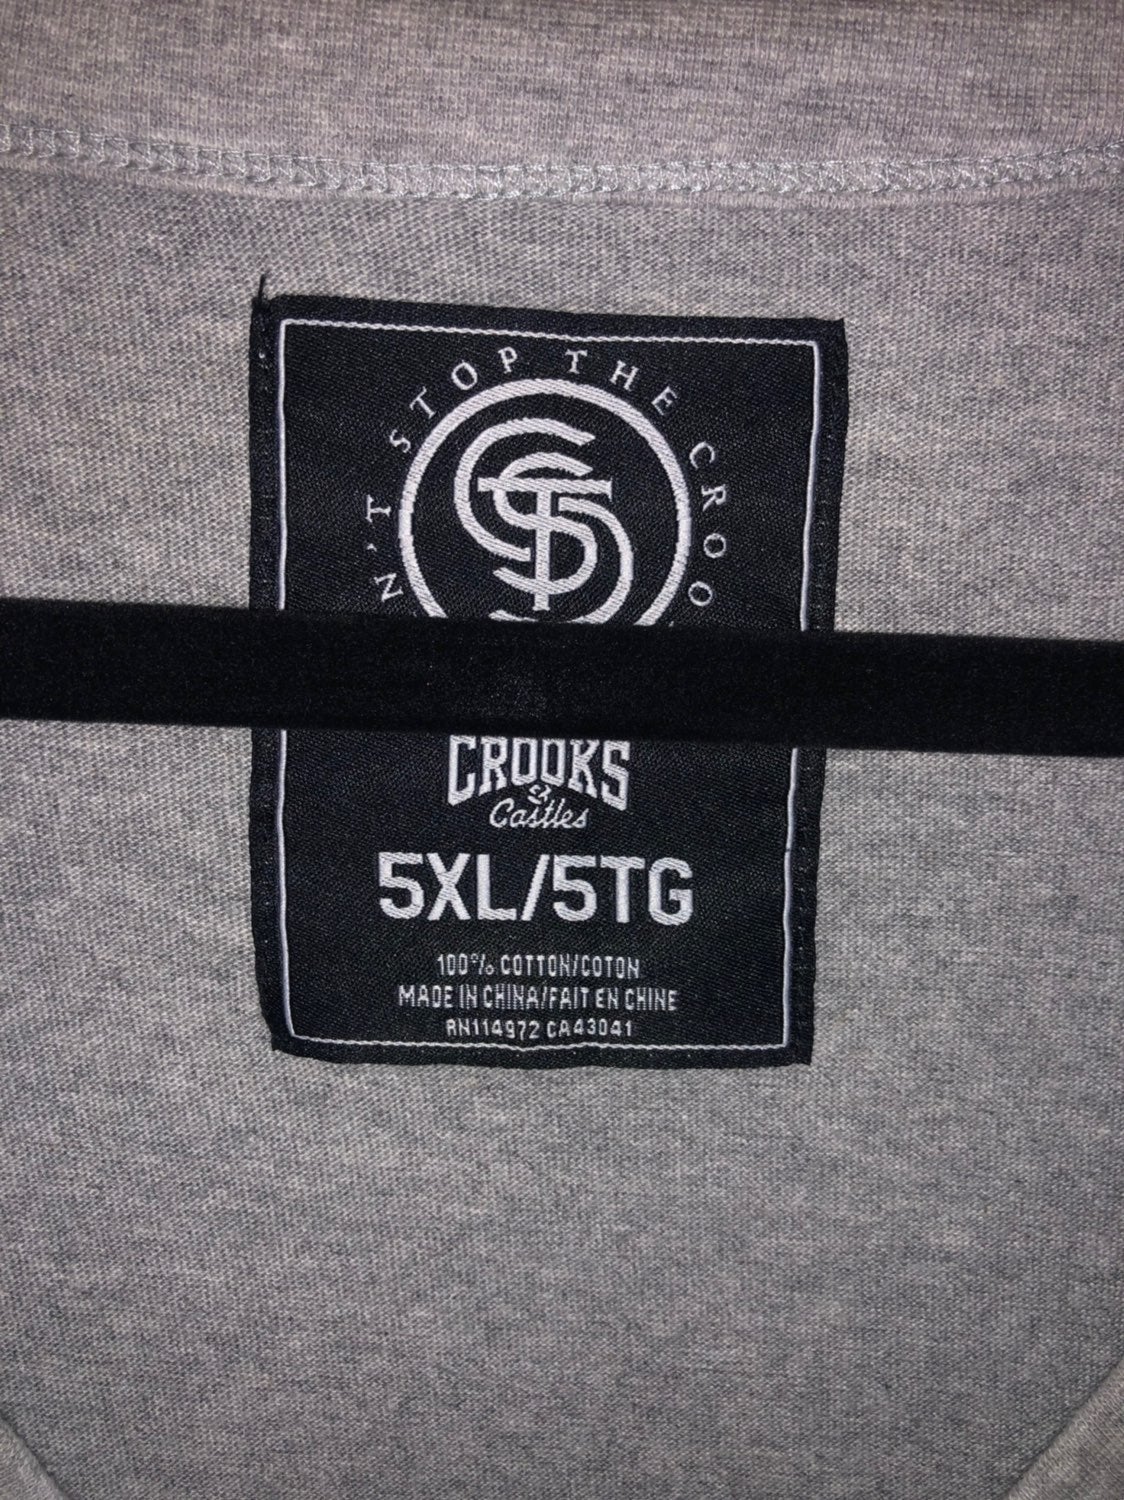 N'T STOP THE CROO
CROOKS
&
Castles
5XL/5TG
100% COTTON/COTON
MADE IN CHINA/FAIT EN CHINE
RN114972 CA43041